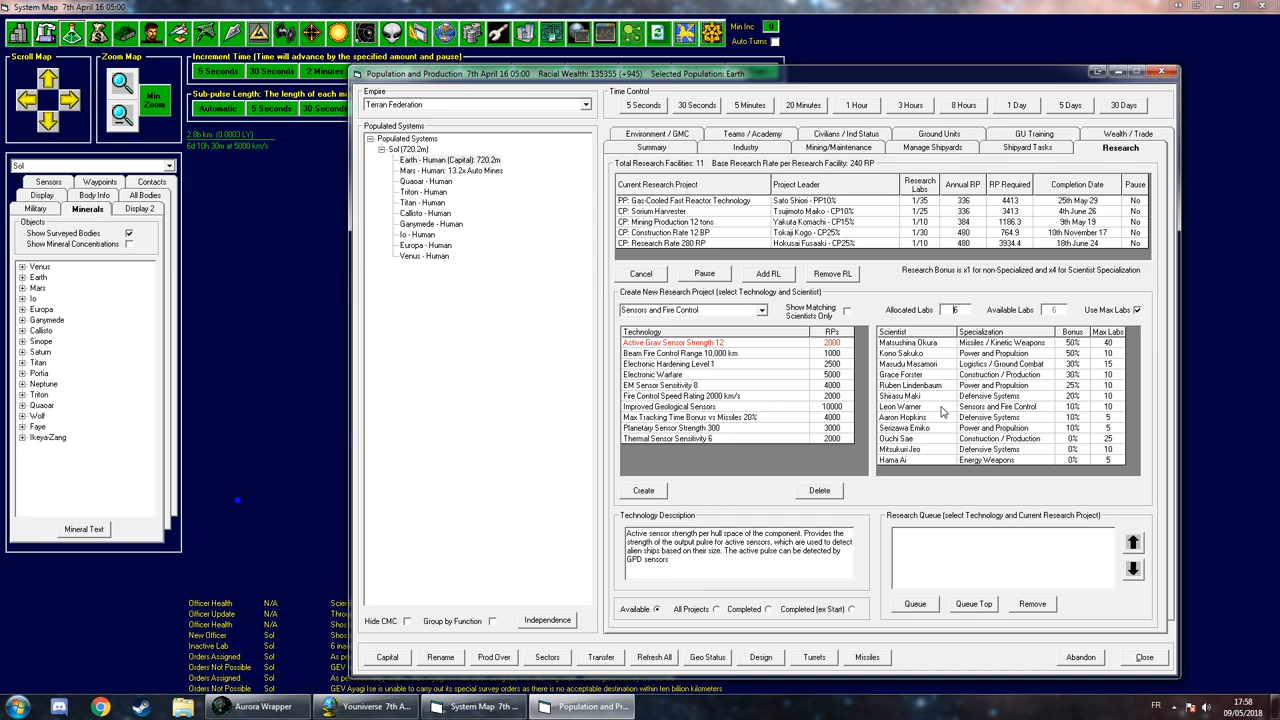 System Map 7th April 16 05:00
Min Inc 0
Auto Turns
Scroll Map
Zoom Map
Min Zoom
Increment Time (Time will advance by the specified amount and pause)
5 Seconds 30 Seconds 2 Minutes
Sub-pulse Length: The length of each mo
Automatic 5 Seconds 30 Seconds
2.8b km (0.0003 LY)
6d 10h 30m at 5000 km/s
Sol
Sensors Waypoints Contacts
Display Body Info All Bodies
Military Minerals Display 2
Objects
Show Surveyed Bodies
Show Mineral Concentrations
Venus
Earth
Mars
Io
Europa
Ganymede
Callisto
Sinope
Saturn
Titan
Portia
Neptune
Triton
Quaoar
Wolf
Faye
Ikeya-Zang
Mineral Text
Officer Health N/A Scien
Officer Update N/A Throu
Officer Health N/A Shos
New Officer Sol Shos
Inactive Lab Sol 6 ina
Orders Assigned Sol As pe
Orders Not Possible Sol GEV
Orders Assigned Sol As pe
Orders Not Possible Sol GEV Ayagi Ise is unable to carry out its special survey orders as there is no acceptable destination within ten billion kilometers
Population and Production 7th April 16 05:00 Racial Wealth: 135355 (+945) Selected Population: Earth
Empire
Terran Federation
Populated Systems
Populated Systems
Sol (720.2m)
Earth - Human (Capital): 720.2m
Mars - Human: 13.2x Auto Mines
Quaoar - Human
Triton - Human
Titan - Human
Callisto - Human
Ganymede - Human
Io - Human
Europa - Human
Venus - Human
Hide CMC Group by Function Independence
Time Control
5 Seconds 30 Seconds 5 Minutes 20 Minutes 1 Hour Hours 8 Hours 1 Day 5 Days 30 Days
Environment / GMC Teams / Academy Civilians / Ind Status Ground Units GU Training Wealth / Trade
Summary Industry Mining/Maintenance Manage Shipyards Shipyard Tasks Research
Total Research Facilities: 11 Base Research Rate per Research Facility: 240 RP
Current Research Project Project Leader Research Labs Annual RP RP Required Completion Date Pause
PP: Gas-Cooled Fast Reactor Technology Sato Shiori - PP10% 1/35 336 4413 25th May 29 No
CP: Sorium Harvester Tsujimoto Maiko - CP10% 1/25 336 3413 4th June 26 No
CP: Mining Production 12 tons Yakuta Komachi - CP15% 1/10 384 1186.3 9th May 19 No
CP: Construction Rate 12 BP Tokaji Kogo - CP25% 1/30 480 764.9 10th November 17 No
CP: Research Rate 280 RP Hokusai Fusaaki - CP25% 1/10 480 3934.4 18th June 24 No
Cancel Pause Add RL Remove RL Research Bonus is x1 for non-Specialized and x4 for Scientist Specialization
Create New Research Project (select Technology and Scientist)
Sensors and Fire Control Show Matching Scientists Only Allocated Labs 6 Available Labs 6 Use Max Labs
Technology RPs
Active Grav Sensor Strength 12 2000
Beam Fire Control Range 10,000 km 1000
Electronic Hardening Level 1 2500
Electronic Warfare 5000
EM Sensor Sensitivity 8 4000
Fire Control Speed Rating 2000 km/s 2000
Improved Geological Sensors 10000
Max Tracking Time Bonus vs Missiles 20% 4000
Planetary Sensor Strength 300 3000
Thermal Sensor Sensitivity 6 2000
Scientist Specialization Bonus Max Labs
Matsushina Okura Missiles / Kinetic Weapons 50% 40
Kono Sakuko Power and Propulsion 50% 10
Masudu Masamori Logistics / Ground Combat 30% 15
Grace Forster Construction / Production 30% 10
Ruben Lindenbaum Power and Propulsion 25% 10
Shirasu Maki Defensive Systems 20% 10
Leon Warner Sensors and Fire Control 10% 10
Aaron Hopkins Defensive Systems 10% 5
Serizawa Emiko Power and Propulsion 10% 5
Ouchi Sae Construction / Production 0% 25
Mitsukuri Jiro Defensive Systems 0% 10
Hama Ai Energy Weapons 0% 5
Create Delete
Technology Description
Active sensor strength per hull space of the component. Provides the
strength of the output pulse for active sensors, which are used to detect
alien ships based on their size. The active pulse can be detected by
GPD sensors
Research Queue (select Technology and Current Research Project)
Available All Projects Completed Completed (ex Start)
Queue Queue Top Remove
Capital Rename Prod Over Sectors Transfer Refresh All Geo Status Design Turrets Missiles Abandon Close
Aurora Wrapper Youniverse 7th A... System Map 7th ... Population and Pr...
FR 17:58
09/05/2018